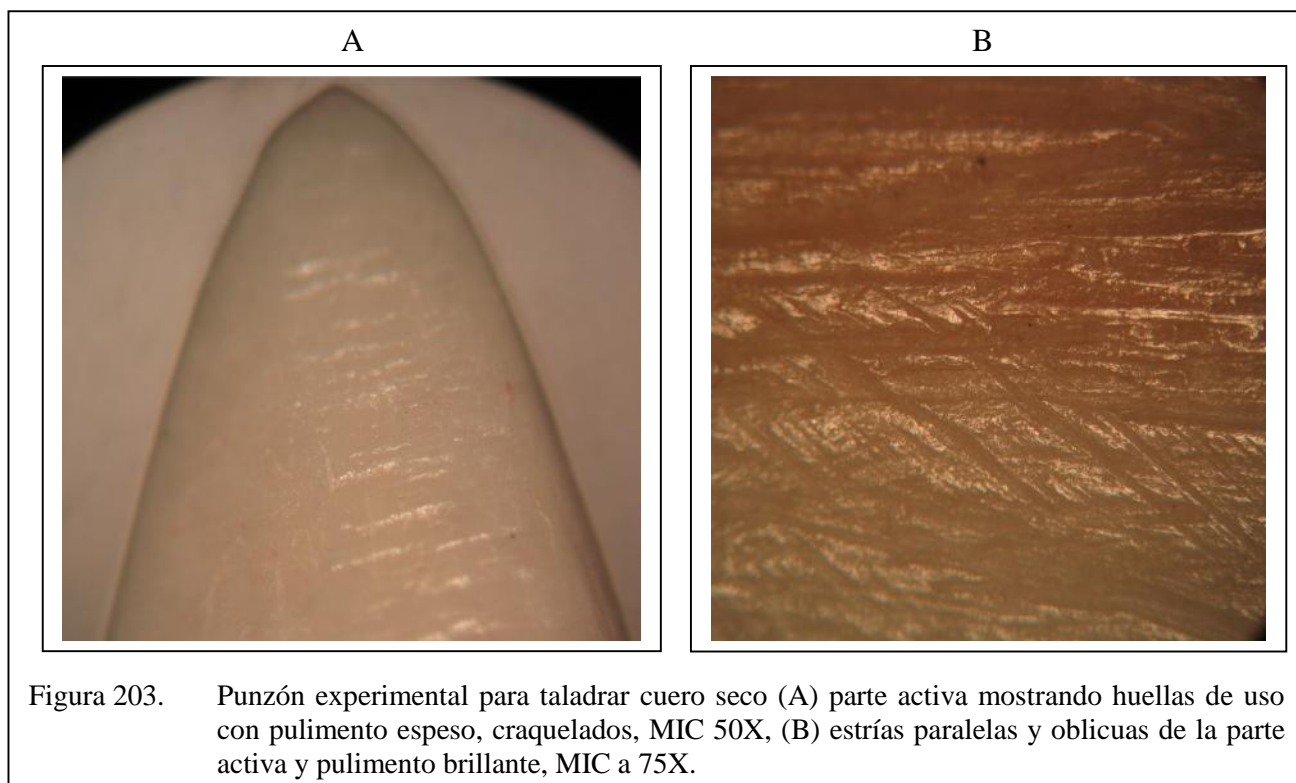 A
B
Figura 203. Punzón experimental para taladrar cuero seco (A) parte activa mostrando huellas de uso
con pulimento espeso, craquelados, MIC 50X, (B) estrías paralelas y oblicuas de la parte
activa y pulimento brillante, MIC a 75X.